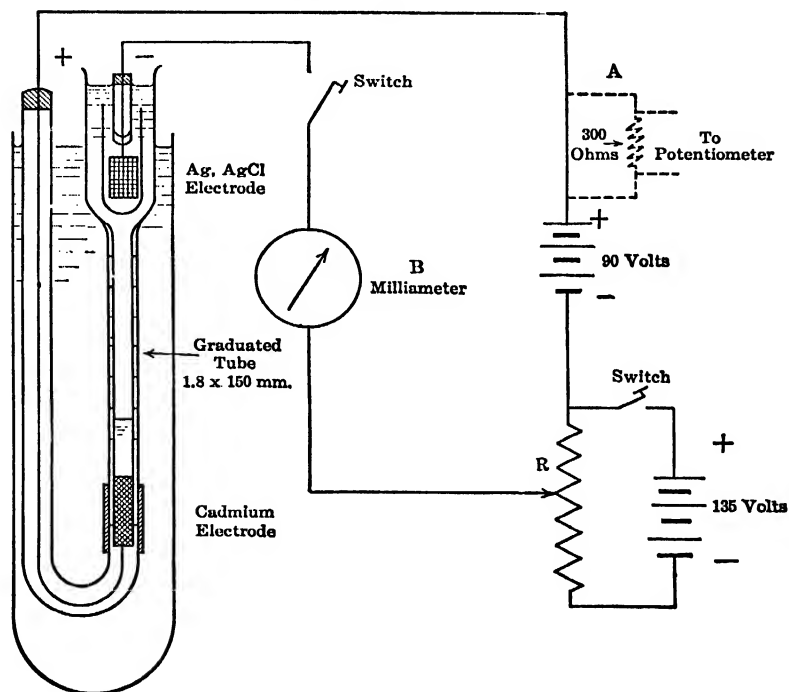 +
−
Switch
A
300
Ohms
To
Potentiometer
Ag, AgCl
Electrode
+
90 Volts
−
B
Milliameter
Graduated
Tube
1.8 x 150 mm.
Switch
+
R
135 Volts
−
Cadmium
Electrode